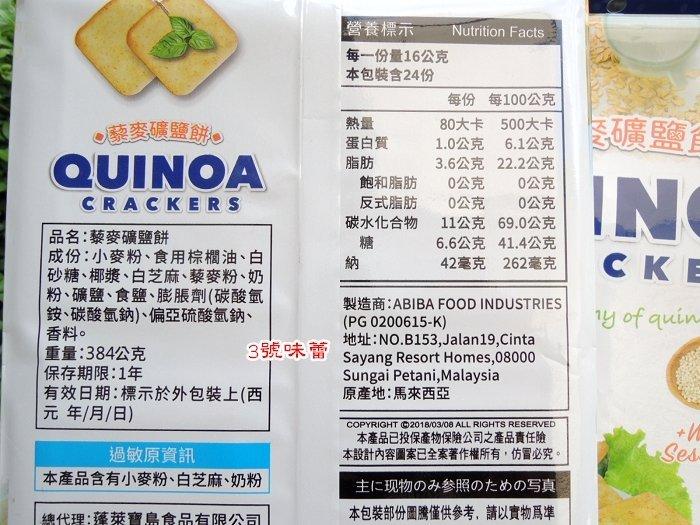 藜麥礦鹽餅
QUINOA
CRACKERS
品名:藜麥礦鹽餅
成份:小麥粉、食用棕櫚油、白
砂糖、椰漿、白芝麻、藜麥粉、奶
粉、礦鹽、食鹽、膨脹劑(碳酸氫
銨、碳酸氫鈉)、偏亞硫酸氫鈉、
香料。
重量:384公克
保存期限:1年
有效日期:標示於外包裝上(西
元 年/月/日)
過敏原資訊
本產品含有小麥粉、白芝麻、奶粉
總代理:蓬萊寶島食品有限公司
3號味蕾
營養標示 Nutrition Facts
每一份量16公克
本包裝含24份
每份 每100公克
熱量 80大卡 500大卡
蛋白質 1.0公克 6.1公克
脂肪 3.6公克 22.2公克
飽和脂肪 0公克 0公克
反式脂肪 0公克 0公克
碳水化合物 11公克 69.0公克
糖 6.6公克 41.4公克
納 42毫克 262毫克
製造商:ABIBA FOOD INDUSTRIES
(PG 0200615-K)
地址:NO.B153,Jalan19,Cinta
Sayang Resort Homes,08000
Sungai Petani,Malaysia
原產地:馬來西亞
COPYRIGHT ©2018/03/08 ALL RIGHTS RESERVED
本產品已投保產物保險公司之產品責任險
本設計內容圖案已全案著作權所有,仿冒必究。
主に現物のみ参照のための写真
本包裝部份圖騰僅供參考,請以實物爲準
麥礦鹽
IN
CKE
ny of quin